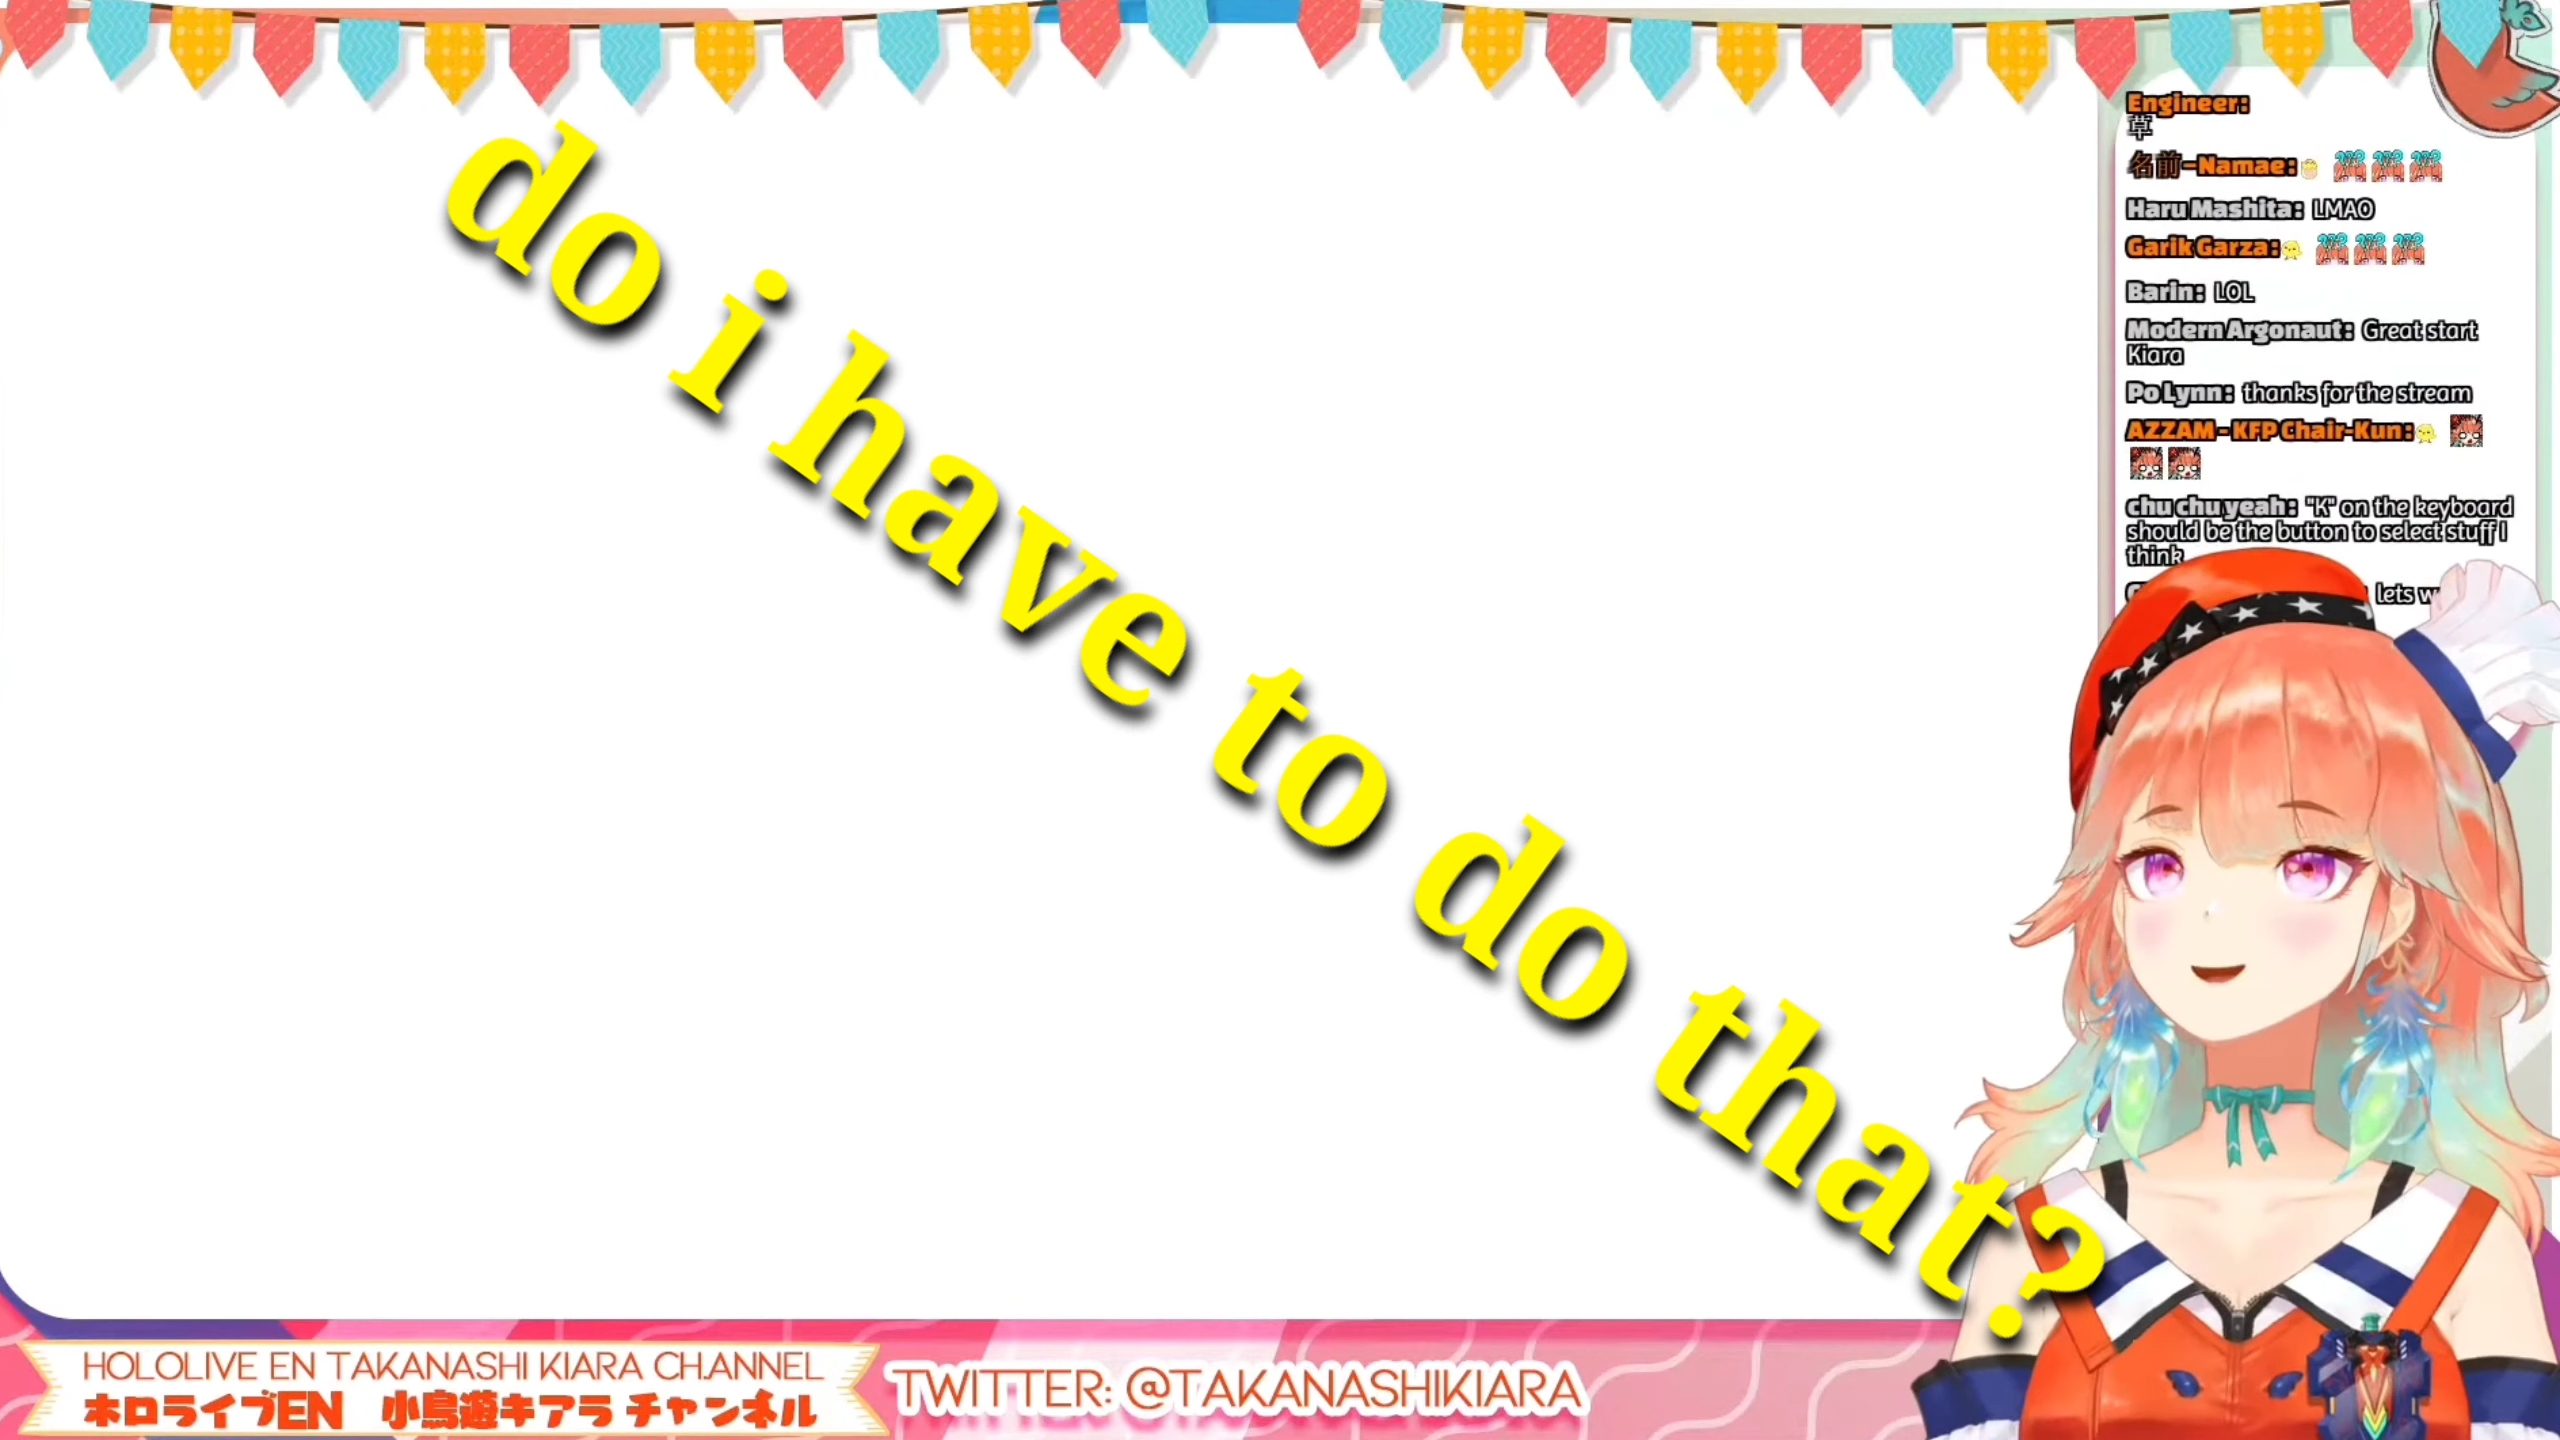 do i have to do that?
Engineer:
草
名前-Namae:
Haru Mashita: LMAO
Garik Garza:
Barin: LOL
Modern Argonaut: Great start
Kiara
Po Lynn: thanks for the stream
AZZAM - KFP Chair-Kun:
chu chu yeah: "K" on the keyboard
should be the button to select stuff I
think
lets
HOLOLIVE EN TAKANASHI KIARA CH.ANNEL
ホロライブEN 小鳥遊キアラ チャンネル
TWITTER: @TAKANASHIKIARA